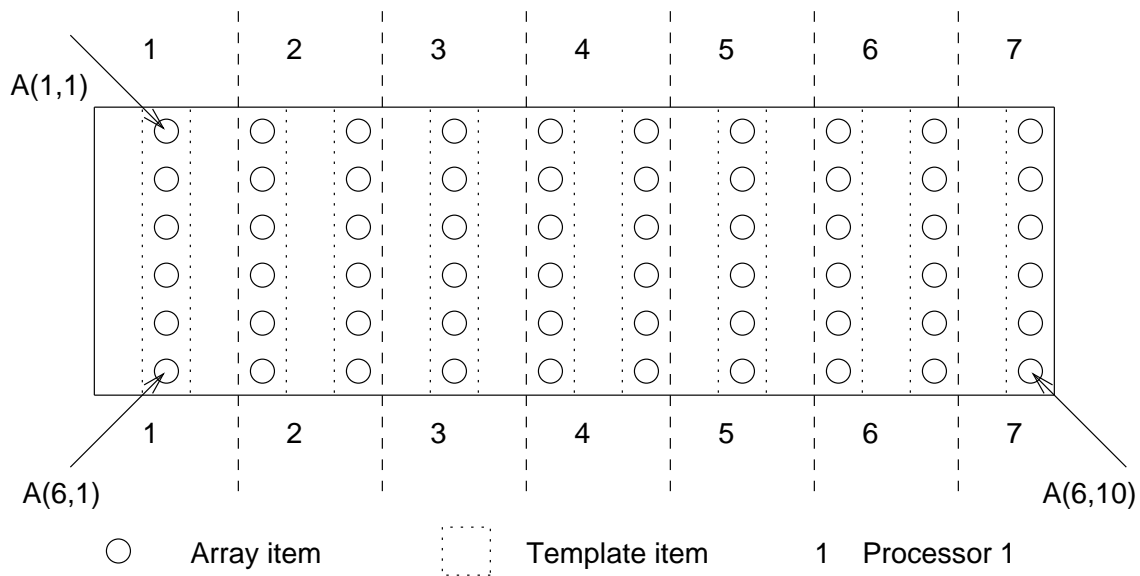 1 2 3 4 5 6 7
A(1,1)
1 2 3 4 5 6 7
A(6,1) A(6,10)
Array item Template item 1 Processor 1